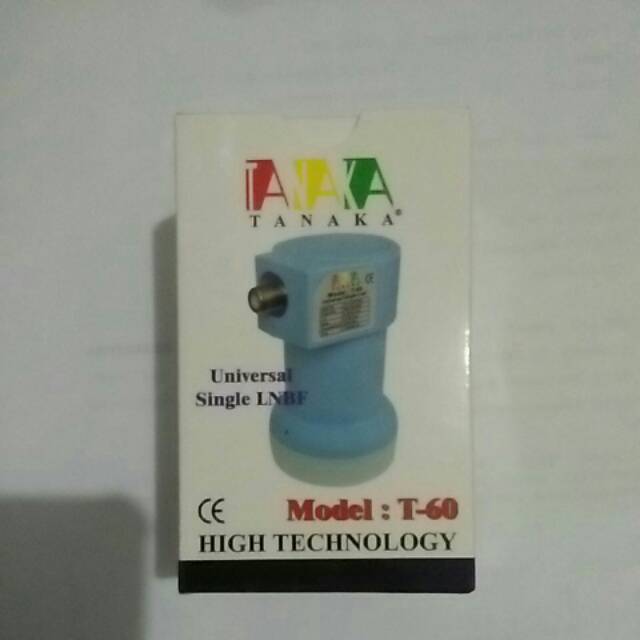 TANAKA
TANAKA®
Universal
Single LNBF
CE
Model : T-60
HIGH TECHNOLOGY